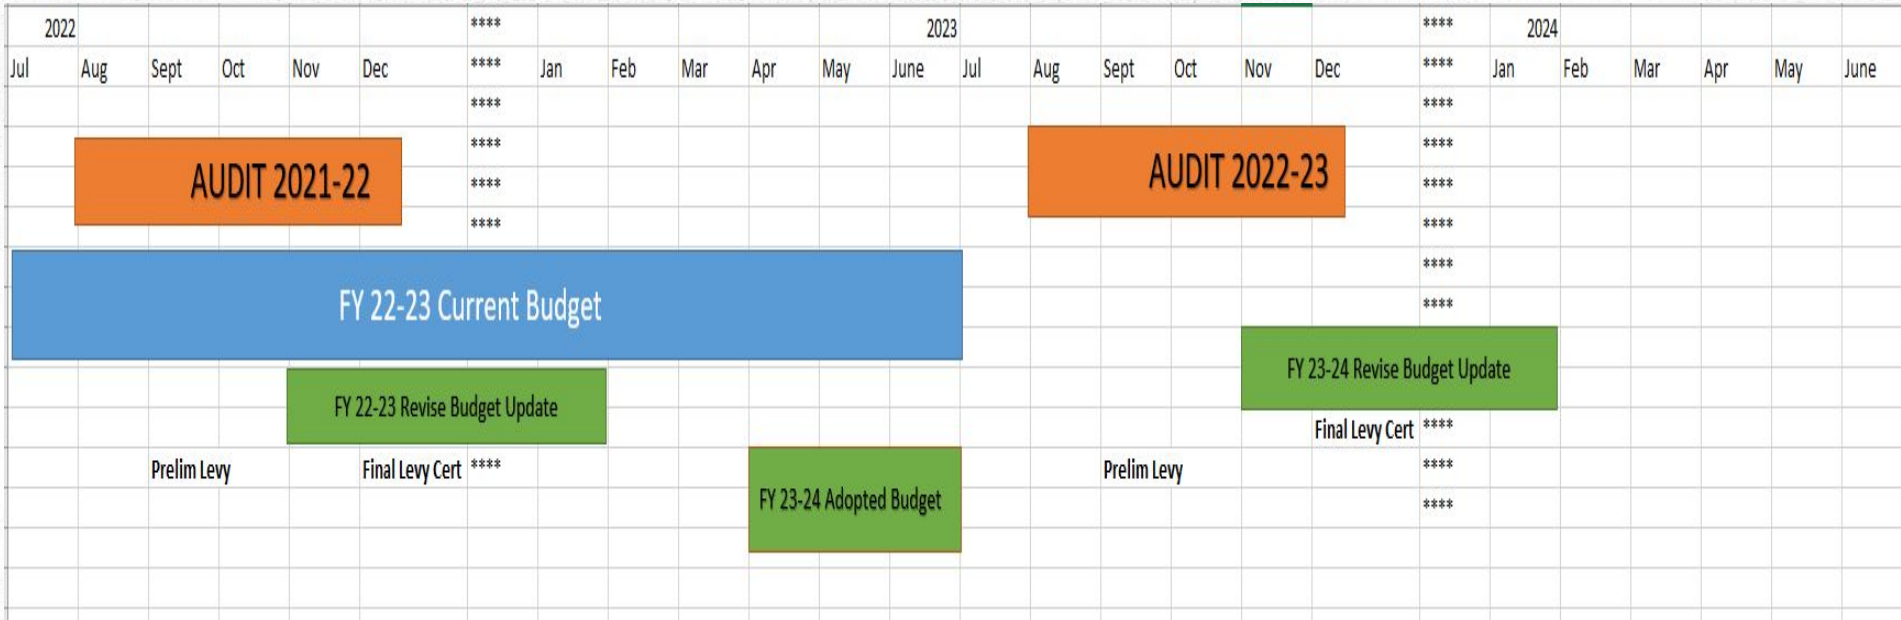 2022 **** 2023 **** 2024
Jul Aug Sept Oct Nov Dec **** Jan Feb Mar Apr May June Jul Aug Sept Oct Nov Dec **** Jan Feb Mar Apr May June
**** ****
**** ****
AUDIT 2021-22 **** AUDIT 2022-23 ****
**** ****
****
FY 22-23 Current Budget ****
FY 23-24 Revise Budget Update
FY 22-23 Revise Budget Update
Final Levy Cert ****
Prelim Levy Final Levy Cert **** Prelim Levy ****
FY 23-24 Adopted Budget ****